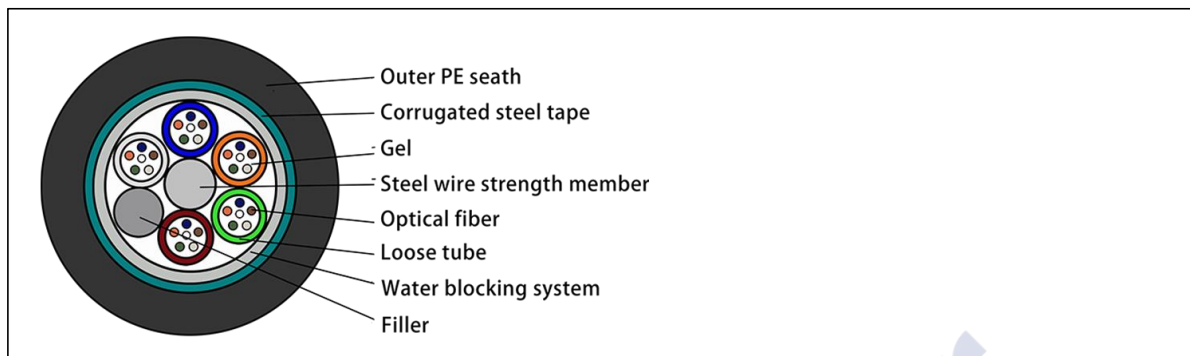 Outer PE seath
Corrugated steel tape
Gel
Steel wire strength member
Optical fiber
Loose tube
Water blocking system
Filler